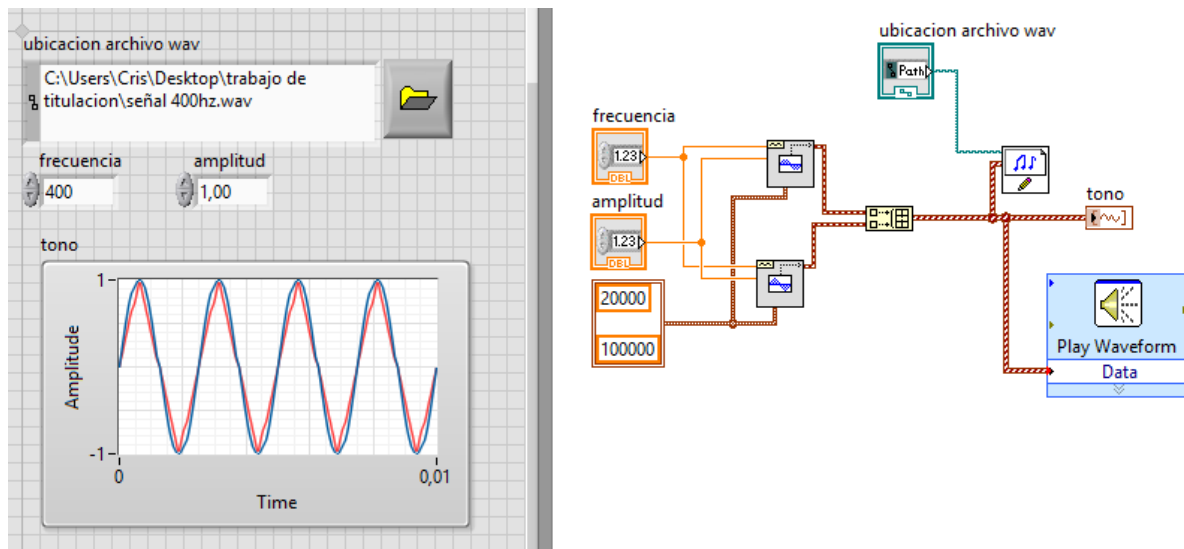 ubicacion archivo wav
C:\Users\Cris\Desktop\trabajo de
titulacion\señal 400hz.wav
frecuencia
amplitud
400
1,00
tono
1
Amplitude
-1
0
0,01
Time
ubicacion archivo wav
Path
frecuencia
1.23
DBL
amplitud
1.23
DBL
20000
100000
tono
Play Waveform
Data